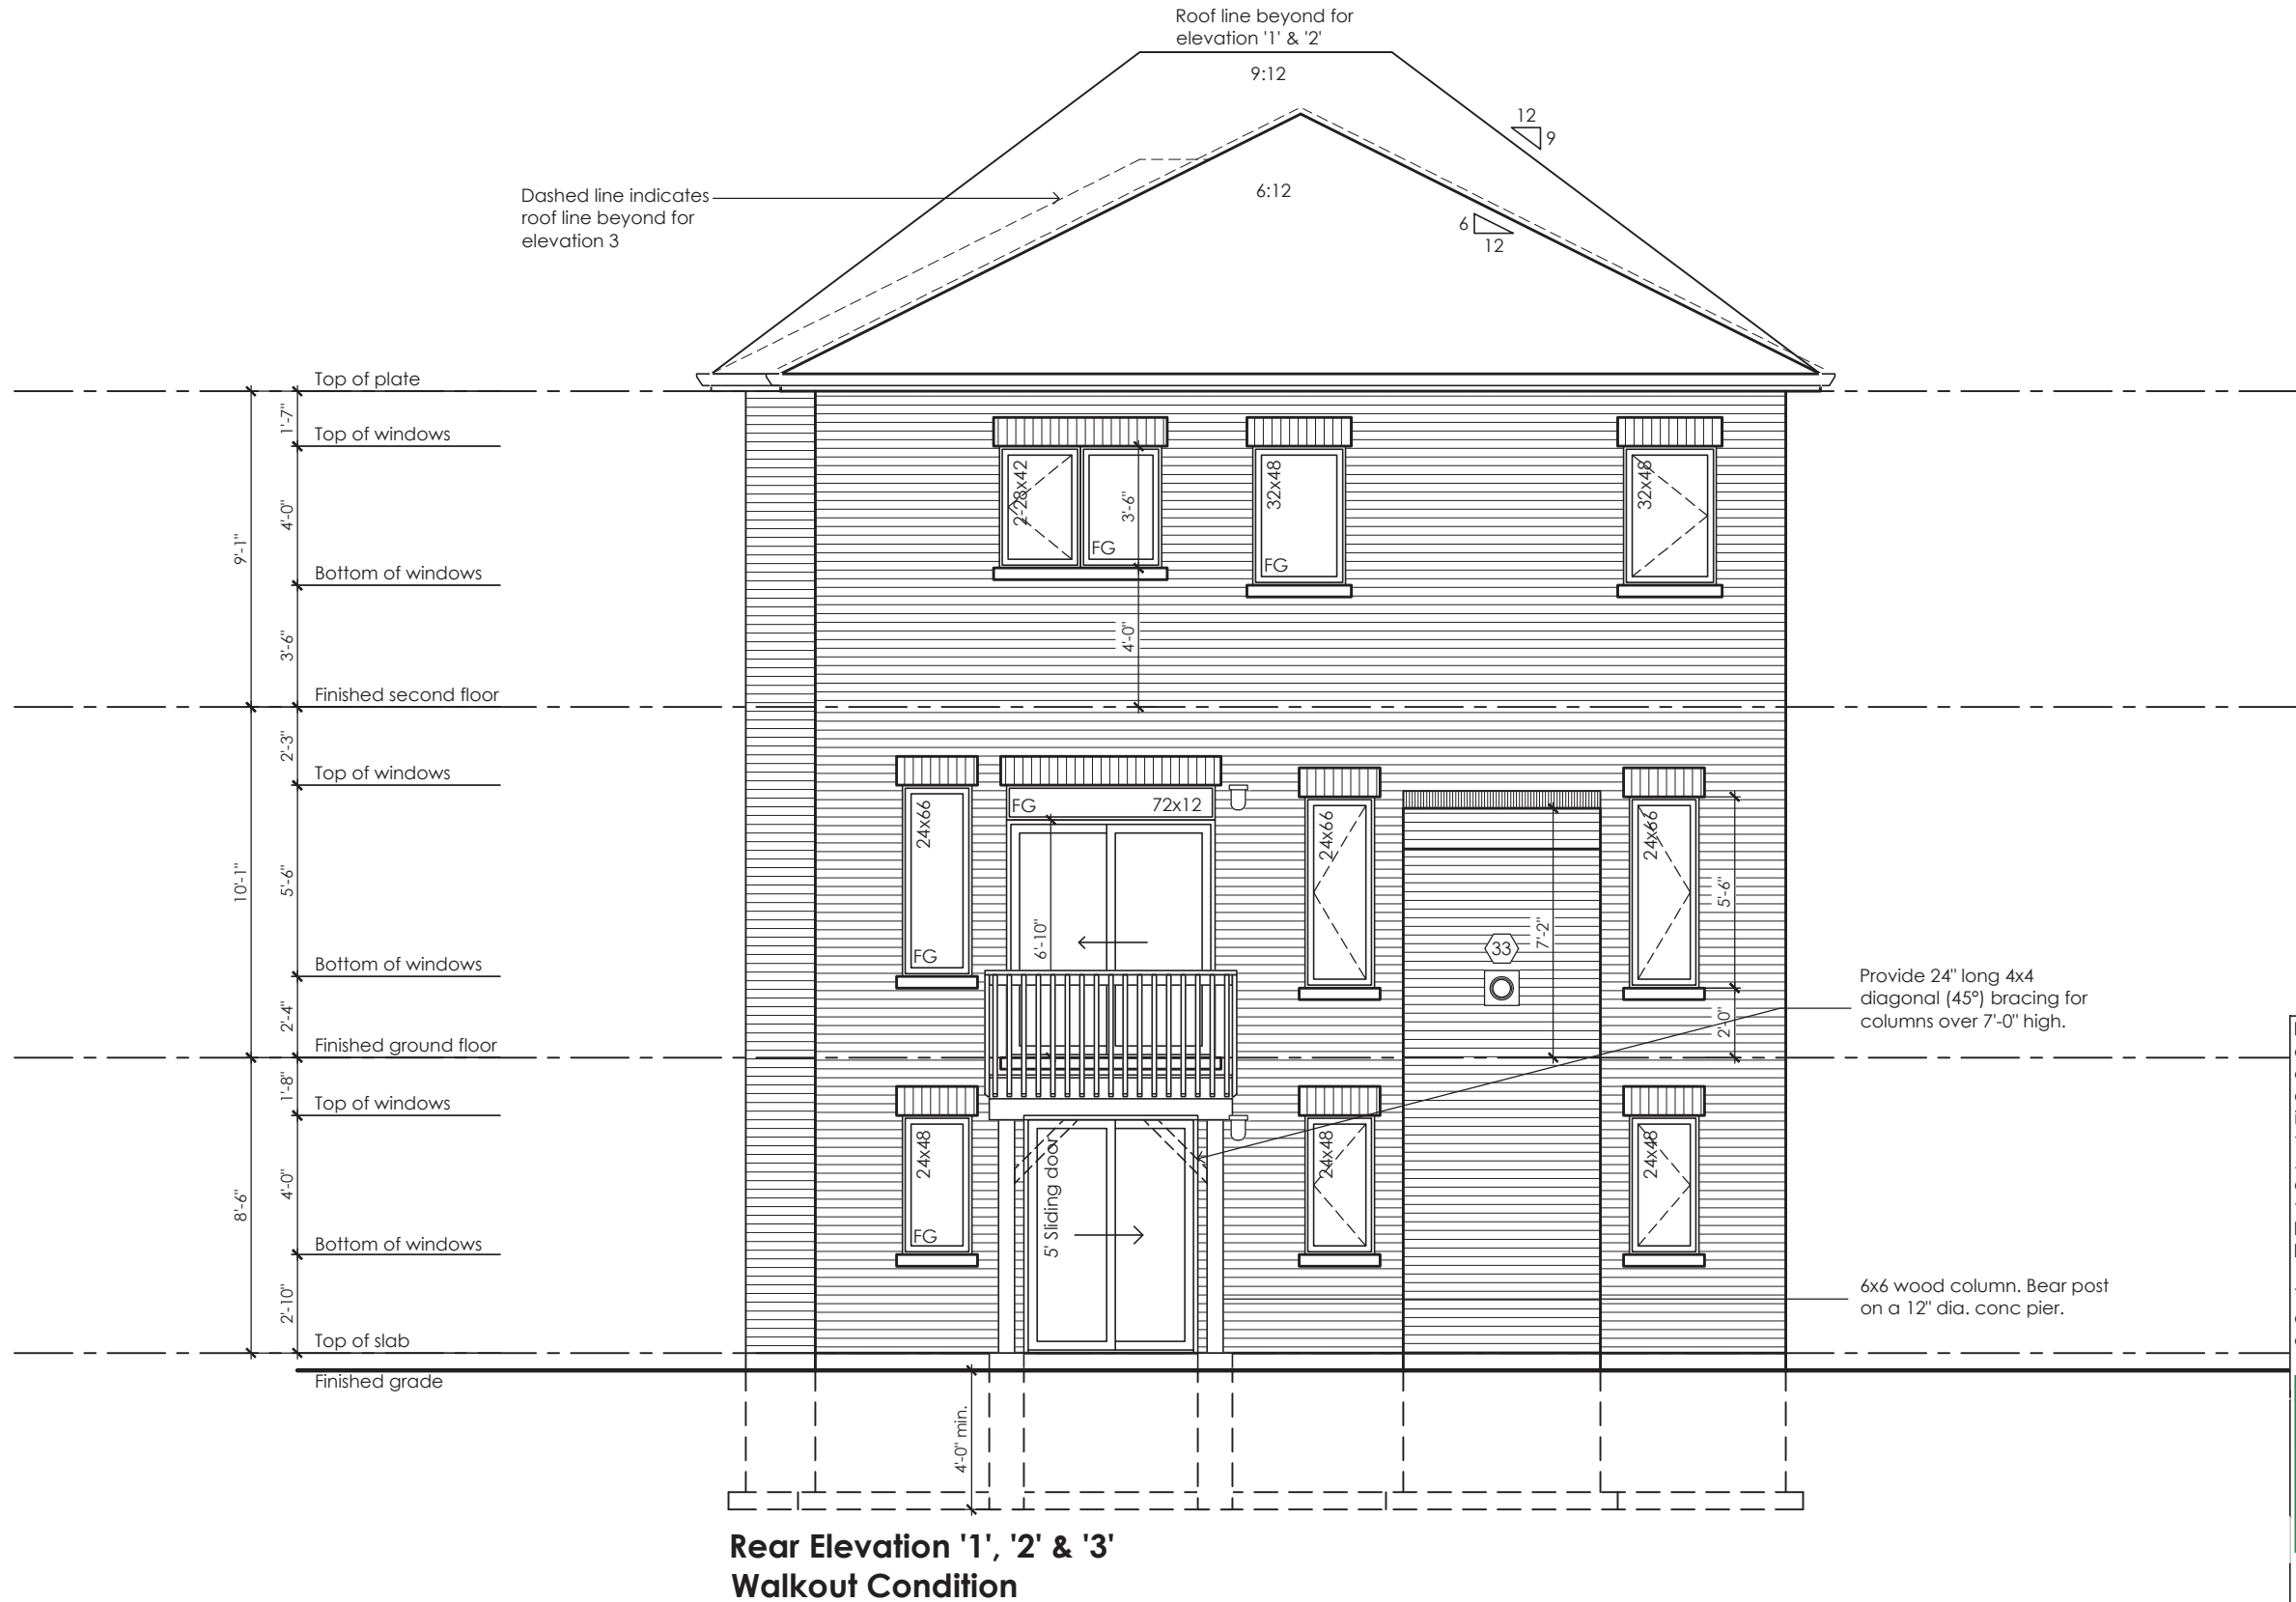 Roof line beyond for
elevation '1' & '2'
9:12
12
9
Dashed line indicates
roof line beyond for
elevation 3
6:12
6
12
Top of plate
1'-7"
Top of windows
4'-0"
9'-1"
Bottom of windows
3'-6"
Finished second floor
2-28x42
FG
3'-6"
4'-0"
32x48
FG
32x48
2'-3"
Top of windows
5'-6"
10'-1"
Bottom of windows
2'-4"
Finished ground floor
24x66
FG
FG
72x12
6'-10"
24x66
33
7'-2"
24x66
5'-6"
2'-0"
Provide 24" long 4x4
diagonal (45°) bracing for
columns over 7'-0" high.
1'-8"
Top of windows
4'-0"
8'-6"
Bottom of windows
2'-10"
Top of slab
Finished grade
24x48
FG
5' Sliding door
24x48
24x48
6x6 wood column. Bear post
on a 12" dia. conc pier.
4'-0" min.
Rear Elevation '1', '2' & '3'
Walkout Condition